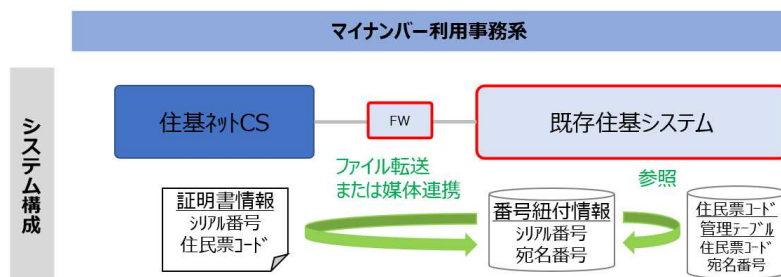 マイナンバー利用事務系
システム構成
住基ネットCS
FW
既存住基システム
ファイル転送
または媒体連携
参照
証明書情報
シリアル番号
住民票コード
番号紐付情報
シリアル番号
宛名番号
住民票コード
管理テーブル
住民票コード
宛名番号